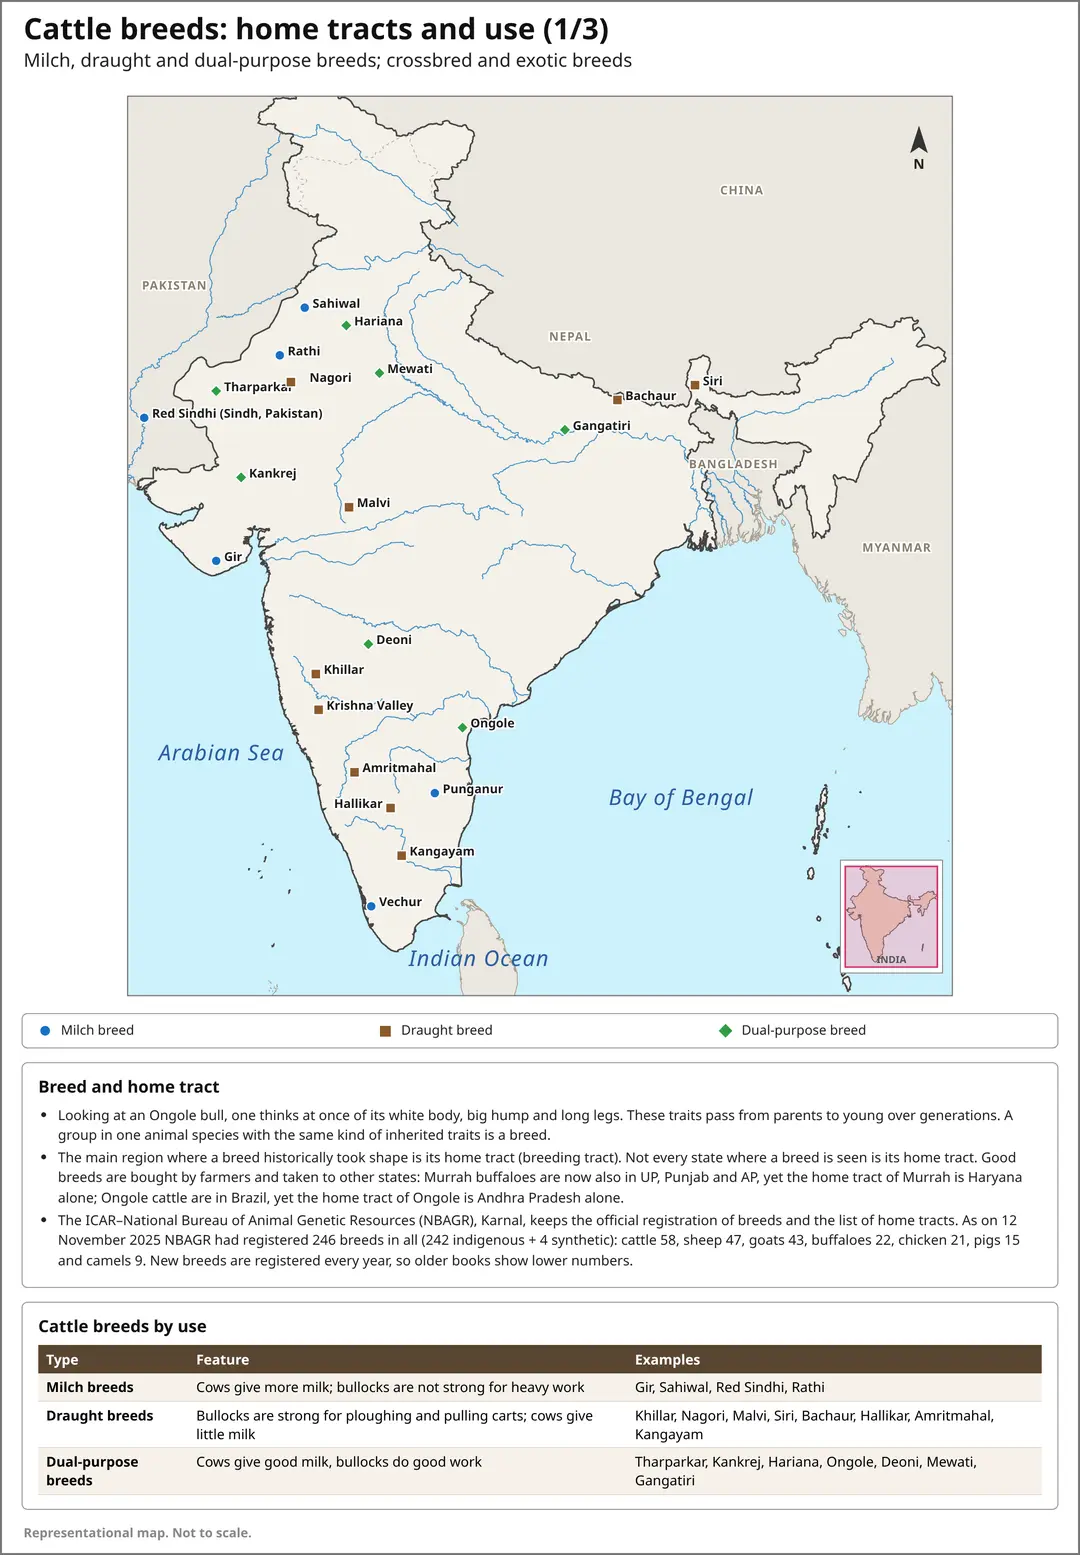 Cattle breeds: home tracts and use (1/3)
Milch, draught and dual-purpose breeds; crossbred and exotic breeds
N
CHINA
PAKISTAN
Sahiwal
Hariana
NEPAL
Rathi
Mewati
Nagori
Siri
Tharparkar
Bachaur
Red Sindhi (Sindh, Pakistan)
Gangatiri
BANGLADESH
Kankrej
Malvi
MYANMAR
Gir
Deoni
Khillar
Krishna Valley
Ongole
Arabian Sea
Amritmahal
Punganur
Bay of Bengal
Hallikar
Kangayam
Vechur
Indian Ocean
INDIA
Milch breed
Draught breed
Dual-purpose breed
Breed and home tract
• Looking at an Ongole bull, one thinks at once of its white body, big hump and long legs. These traits pass from parents to young over generations. A
group in one animal species with the same kind of inherited traits is a breed.
• The main region where a breed historically took shape is its home tract (breeding tract). Not every state where a breed is seen is its home tract. Good
breeds are bought by farmers and taken to other states: Murrah buffaloes are now also in UP, Punjab and AP, yet the home tract of Murrah is Haryana
alone; Ongole cattle are in Brazil, yet the home tract of Ongole is Andhra Pradesh alone.
• The ICAR–National Bureau of Animal Genetic Resources (NBAGR), Karnal, keeps the official registration of breeds and the list of home tracts. As on 12
November 2025 NBAGR had registered 246 breeds in all (242 indigenous + 4 synthetic): cattle 58, sheep 47, goats 43, buffaloes 22, chicken 21, pigs 15
and camels 9. New breeds are registered every year, so older books show lower numbers.
Cattle breeds by use
Type Feature Examples
Milch breeds Cows give more milk; bullocks are not strong for heavy work Gir, Sahiwal, Red Sindhi, Rathi
Draught breeds Bullocks are strong for ploughing and pulling carts; cows give Khillar, Nagori, Malvi, Siri, Bachaur, Hallikar, Amritmahal,
little milk Kangayam
Dual-purpose Cows give good milk, bullocks do good work Tharparkar, Kankrej, Hariana, Ongole, Deoni, Mewati,
breeds Gangatiri
Representational map. Not to scale.